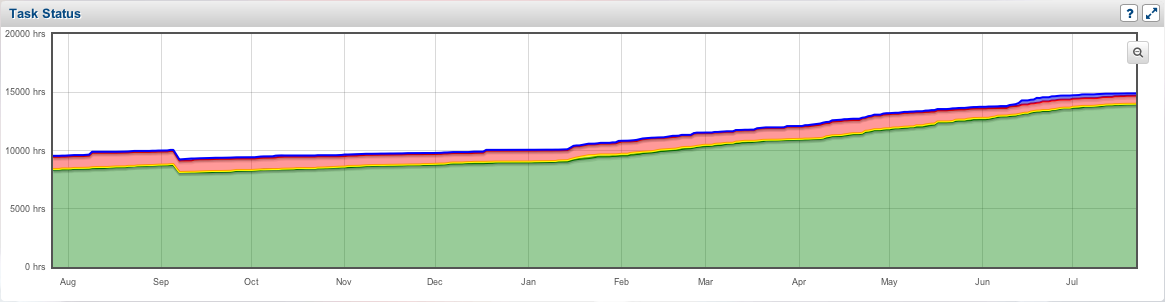 Task Status
?
20000 hrs
15000 hrs
10000 hrs
5000 hrs
0 hrs
Aug Sep Oct Nov Dec Jan Feb Mar Apr May Jun Jul